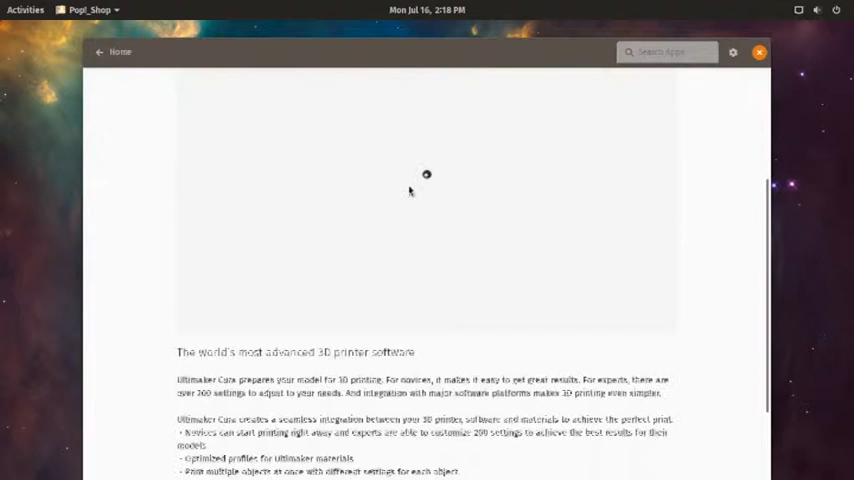 Activities Pop!_Shop Mon Jul 16, 2:18 PM
Home Search Apps
The world's most advanced 3D printer software
Ultimaker Cura prepares your model for 3D printing. For novices, it makes it easy to get great results. For experts, there are
over 200 settings to adjust to your needs. And integration with major software platforms makes 3D printing even simpler.
Ultimaker Cura creates a seamless integration between your 3D printer, software and materials to achieve the perfect print.
- Novices can start printing right away and experts are able to customize 200 settings to achieve the best results for their
models
- Optimized profiles for Ultimaker materials
- Print multiple objects at once with different settings for each object.